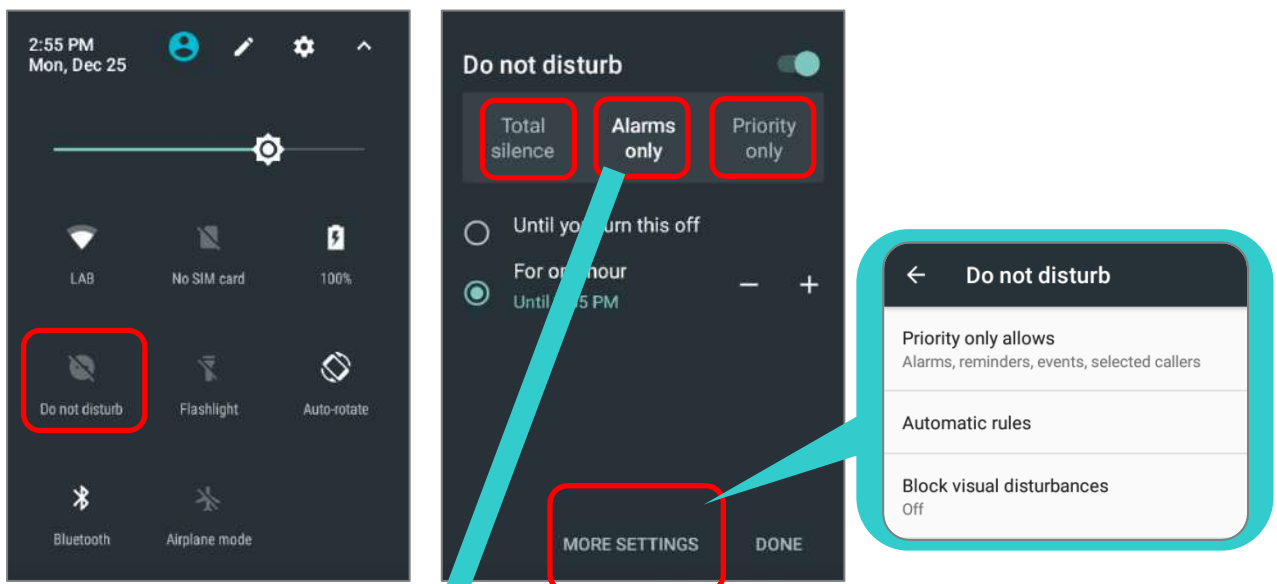 2:55 PM
Mon, Dec 25
LAB
No SIM card
100%
Do not disturb
Flashlight
Auto-rotate
Bluetooth
Airplane mode
Do not disturb
Total
silence
Alarms
only
Priority
only
Until you turn this off
For one hour
Until 5 PM
MORE SETTINGS
DONE
Do not disturb
Priority only allows
Alarms, reminders, events, selected callers
Automatic rules
Block visual disturbances
Off